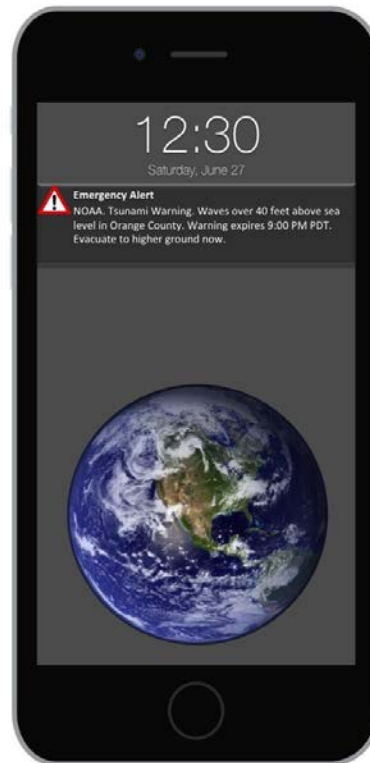 12:30
Saturday, June 27
Emergency Alert
NOAA. Tsunami Warning. Waves over 40 feet above sea
level in Orange County. Warning expires 9:00 PM PDT.
Evacuate to higher ground now.